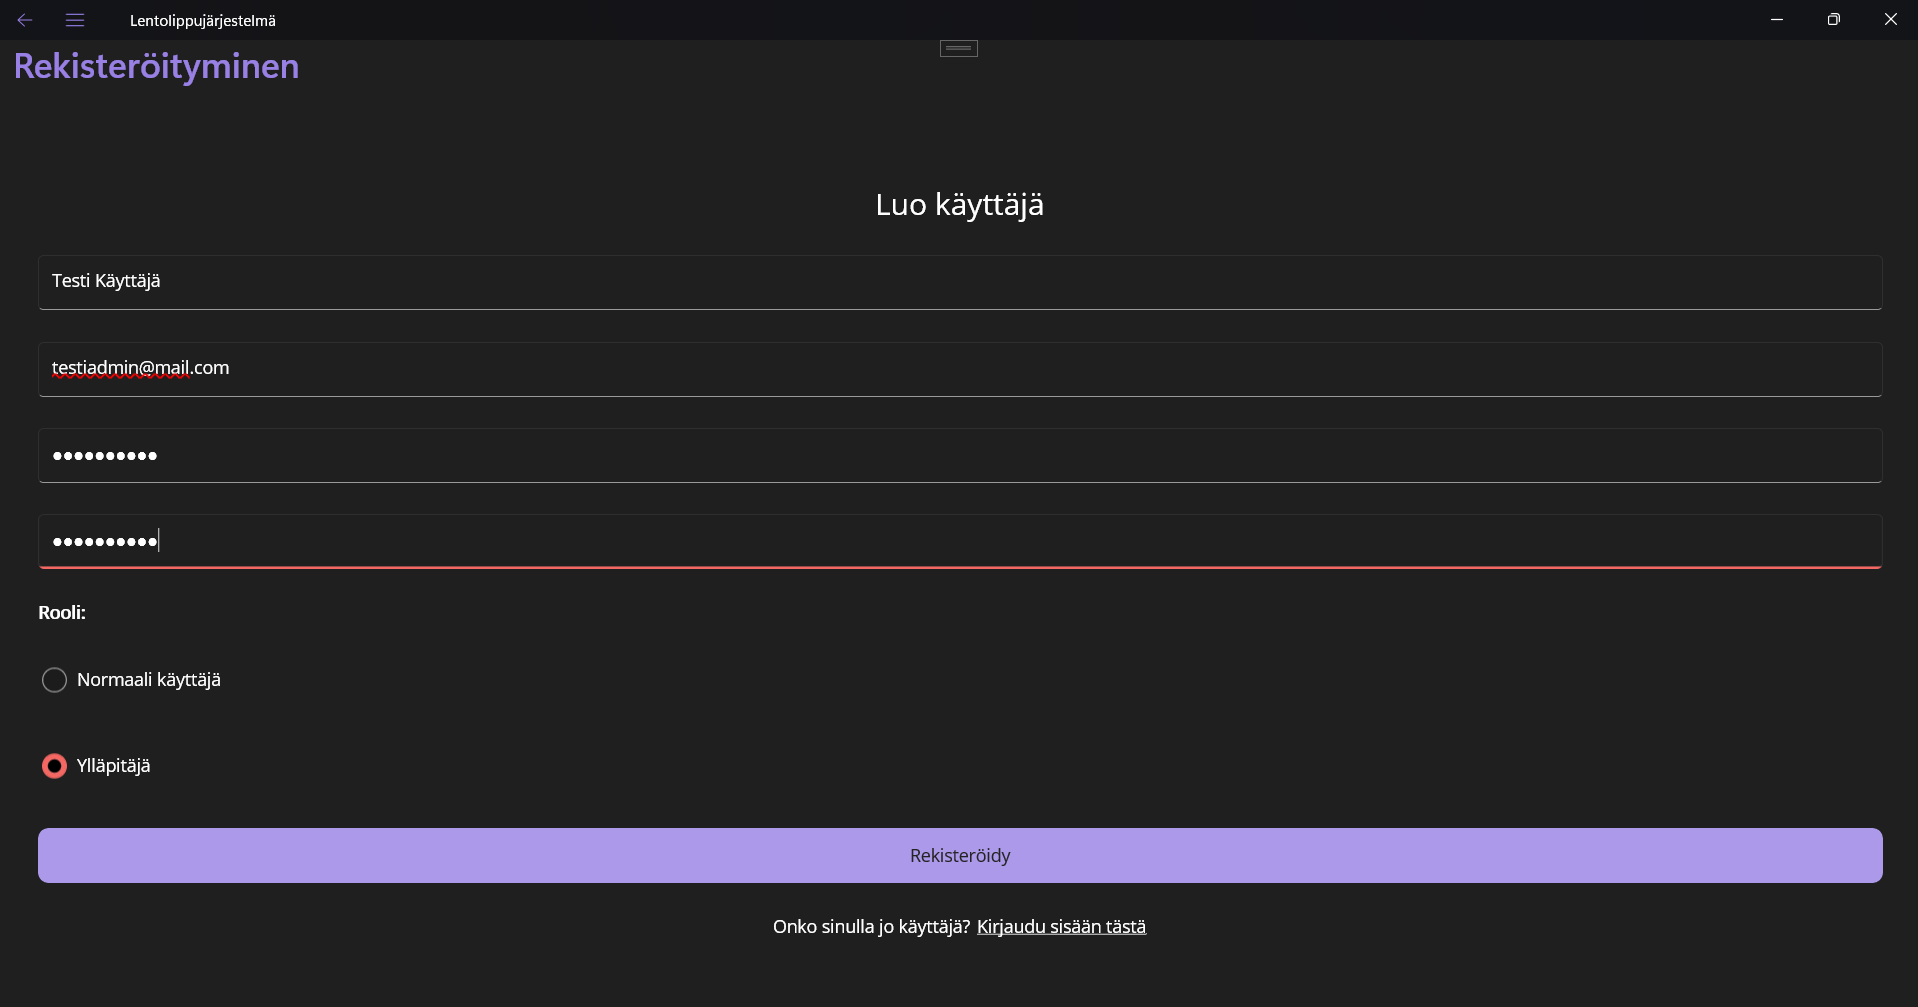 Lentolippujärjestelmä
Rekisteröityminen
Luo käyttäjä
Testi Käyttäjä
testiadmin@mail.com
●●●●●●●●●●
●●●●●●●●●●
Rooli:
Normaali käyttäjä
Ylläpitäjä
Rekisteröidy
Onko sinulla jo käyttäjä? Kirjaudu sisään tästä